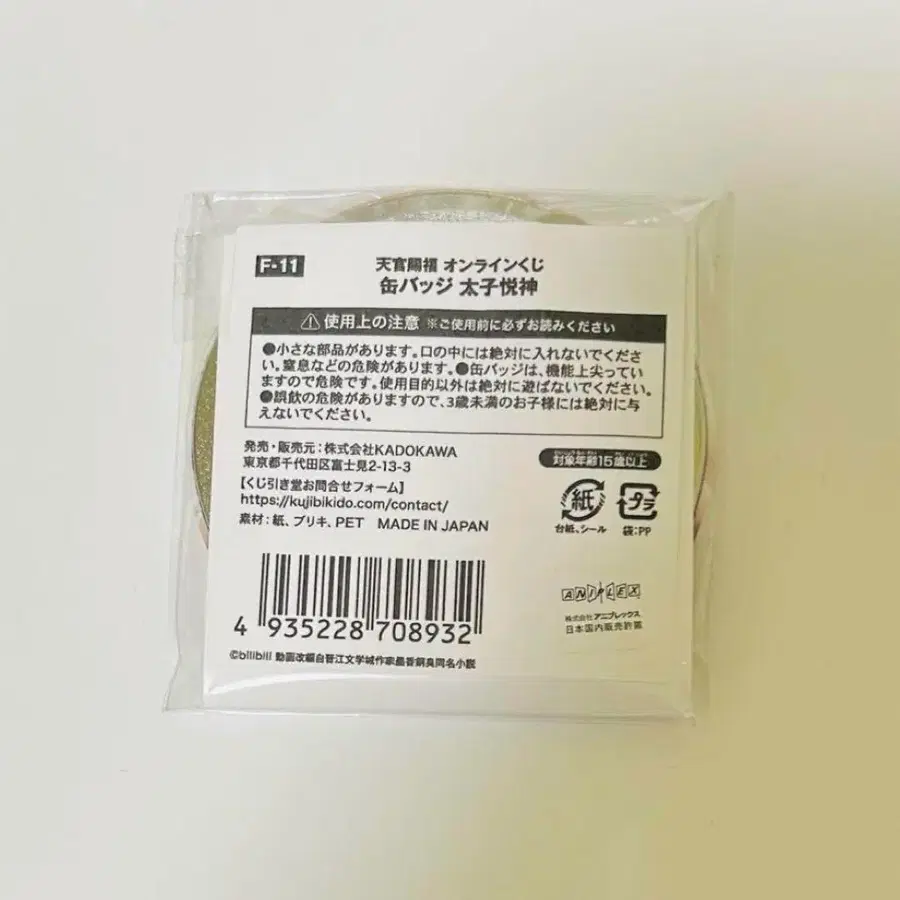 F-11
天官賜福 オンラインくじ
缶バッジ 太子悦神
⚠使用上の注意 ※ご使用前に必ずお読みください
●小さな部品があります。口の中には絶対に入れないでくださ
い。窒息などの危険があります。●缶バッジは、機能上尖ってい
ますので危険です。使用目的以外は絶対に遊ばないでください。
●誤飲の危険がありますので、3歳未満のお子様には絶対に与
えないでください。
発売・販売元:株式会社KADOKAWA
東京都千代田区富士見2-13-3
【くじ引き堂お問合せフォーム】
https://kujibikido.com/contact/
素材:紙、ブリキ、PET MADE IN JAPAN
対象年齢15歳以上
紙
台紙、シール
プラ
袋:PP
4 935228 708932
ANIPLEX
株式会社アニプレックス
日本国内販売許諾
©bilibili 動画改編自晋江文学城作家墨香銅臭同名小説